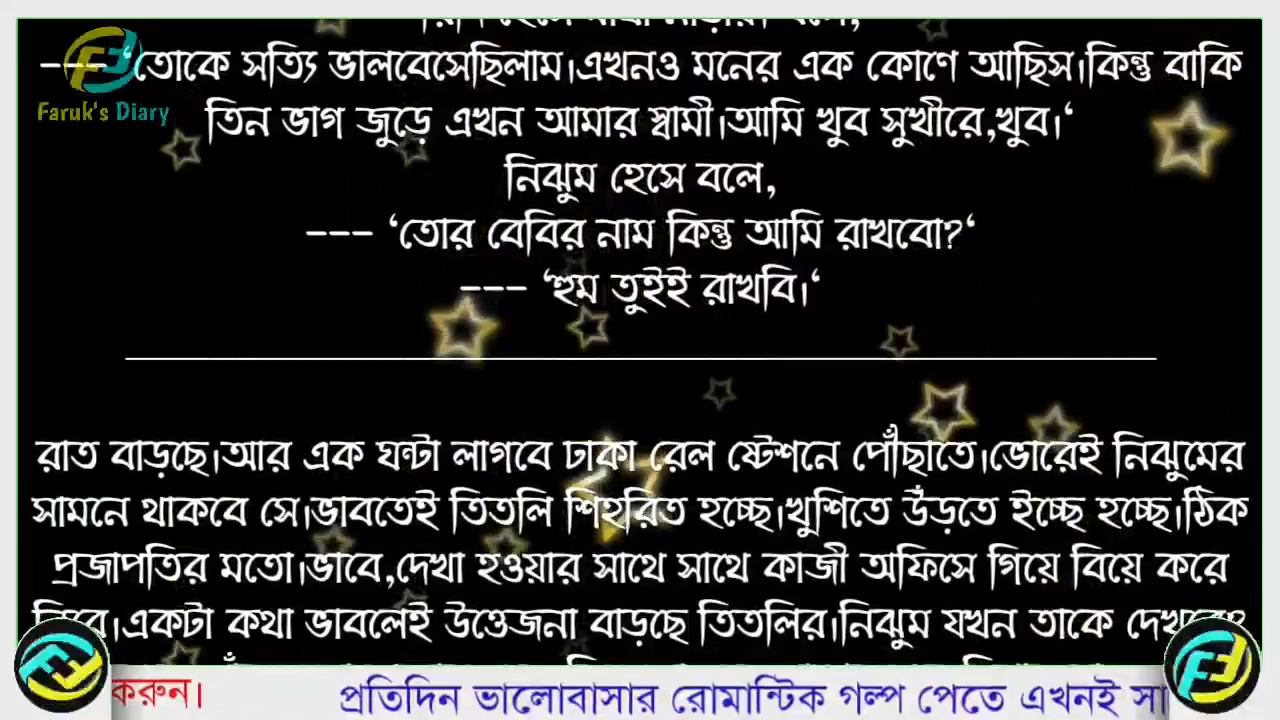 --- ‘তোকে সত্যি ভালবেসেছিলাম।এখনও মনের এক কোণে আছিস।কিন্তু বাকি
Faruk's Diary
তিন ভাগ জুড়ে এখন আমার স্বামী।আমি খুব সুখীরে,খুব।‘
নিঝুম হেসে বলে,
--- ‘তোর বেবির নাম কিন্তু আমি রাখবো?‘
--- ‘হুম তুইই রাখবি।‘
রাত বাড়ছে।আর এক ঘন্টা লাগবে ঢাকা রেল ষ্টেশনে পৌঁছাতে।ভোরেই নিঝুমের
সামনে থাকবে সে।ভাবতেই তিতলি শিহরিত হচ্ছে।খুশিতে উঁড়তে ইচ্ছে হচ্ছে।ঠিক
প্রজাপতির মতো।ভাবে,দেখা হওয়ার সাথে সাথে কাজী অফিসে গিয়ে বিয়ে করে
একটা কথা ভাবলেই উত্তেজনা বাড়ছে তিতলির।নিঝুম যখন তাকে
করুন।
প্রতিদিন ভালোবাসার রোমান্টিক গল্প পেতে এখনই সা